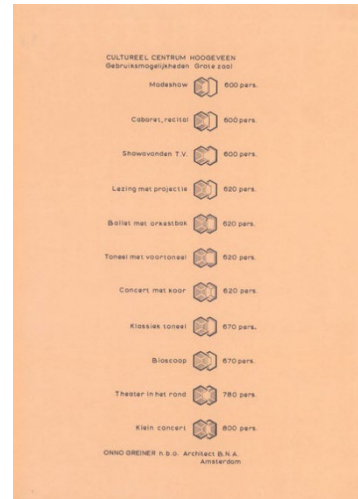 CULTUREEL CENTRUM HOOGEVEEN
Gebruiksmogelijkheden Grote zaal
Modeshow 600 pers.
Cabaret, recital 600 pers.
Showavonden T.V. 600 pers.
Lezing met projectie 620 pers.
Ballet met orkestbak 620 pers.
Toneel met voortoneel 620 pers.
Concert met koor 620 pers.
Klassiek toneel 670 pers.
Bioscoop 670 pers.
Theater in het rond 780 pers
Klein concert 800 pers.
ONNO GREINER h.b.o. Architect B.N.A.
Amsterdam